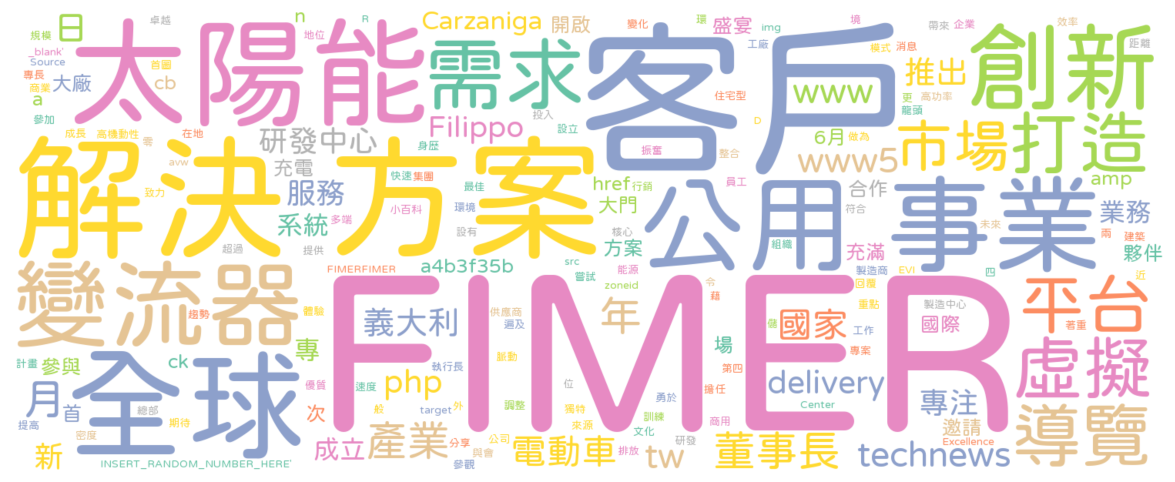 太陽能
客戶
FIMER
解決方案
公用事業
全球
變流器
創新
需求
市場
打造
平台
虛擬
導覽
www
www5
Carzaniga
Filippo
開啟
盛宴
推出
n
日
a
cb
大廠
卓越
規模
_blank'
Source
專長
商業
首圖
參加
地位
R
變化
環
img
工廠
境
模式
消息
帶來
企業
效率
距離
更
高功率
龍頭
住宅型
D
投入
設立
振奮
整合
6月
做為
amp
研發中心
充電
服務
系統
成長
高機動性
零
在地
avw
致力
身歷
快速
集團
小百科
多端
最佳
環境
設有
超過
提供
href
行銷
大門
員工
合作
符合
業務
夥伴
方案
核心
組織
未來
兩
建築
充滿
製造商
EVI
四
近
回覆
FIMERFIMER
a4b3f35b
src
嘗試
能源
zoneid
令
藉
義大利
年
國家
國際
製造中心
重點
著重
儲
工作
專案
趨勢
體驗
供應商
遍及
脈動
執行長
場
第四
擔任
專
ck
計畫
參與
月
首
提高
總部
期待
密度
新
優質
速度
次
般
target
外
調整
位
獨特
來源
勇於
訓練
文化
商用
php
delivery
Center
專注
邀請
Excellence
成立
產業
分享
參觀
與會
公司
電動車
排放
研發
tw
董事長
technews
INSERT_RANDOM_NUMBER_HERE'